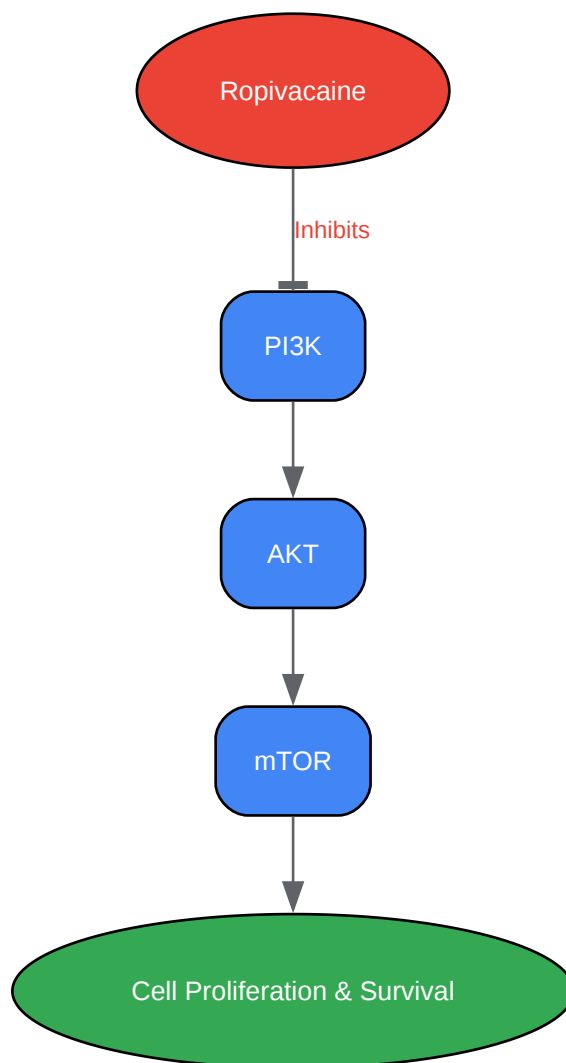 Ropivacaine
Inhibits
PI3K
AKT
mTOR
Cell Proliferation & Survival